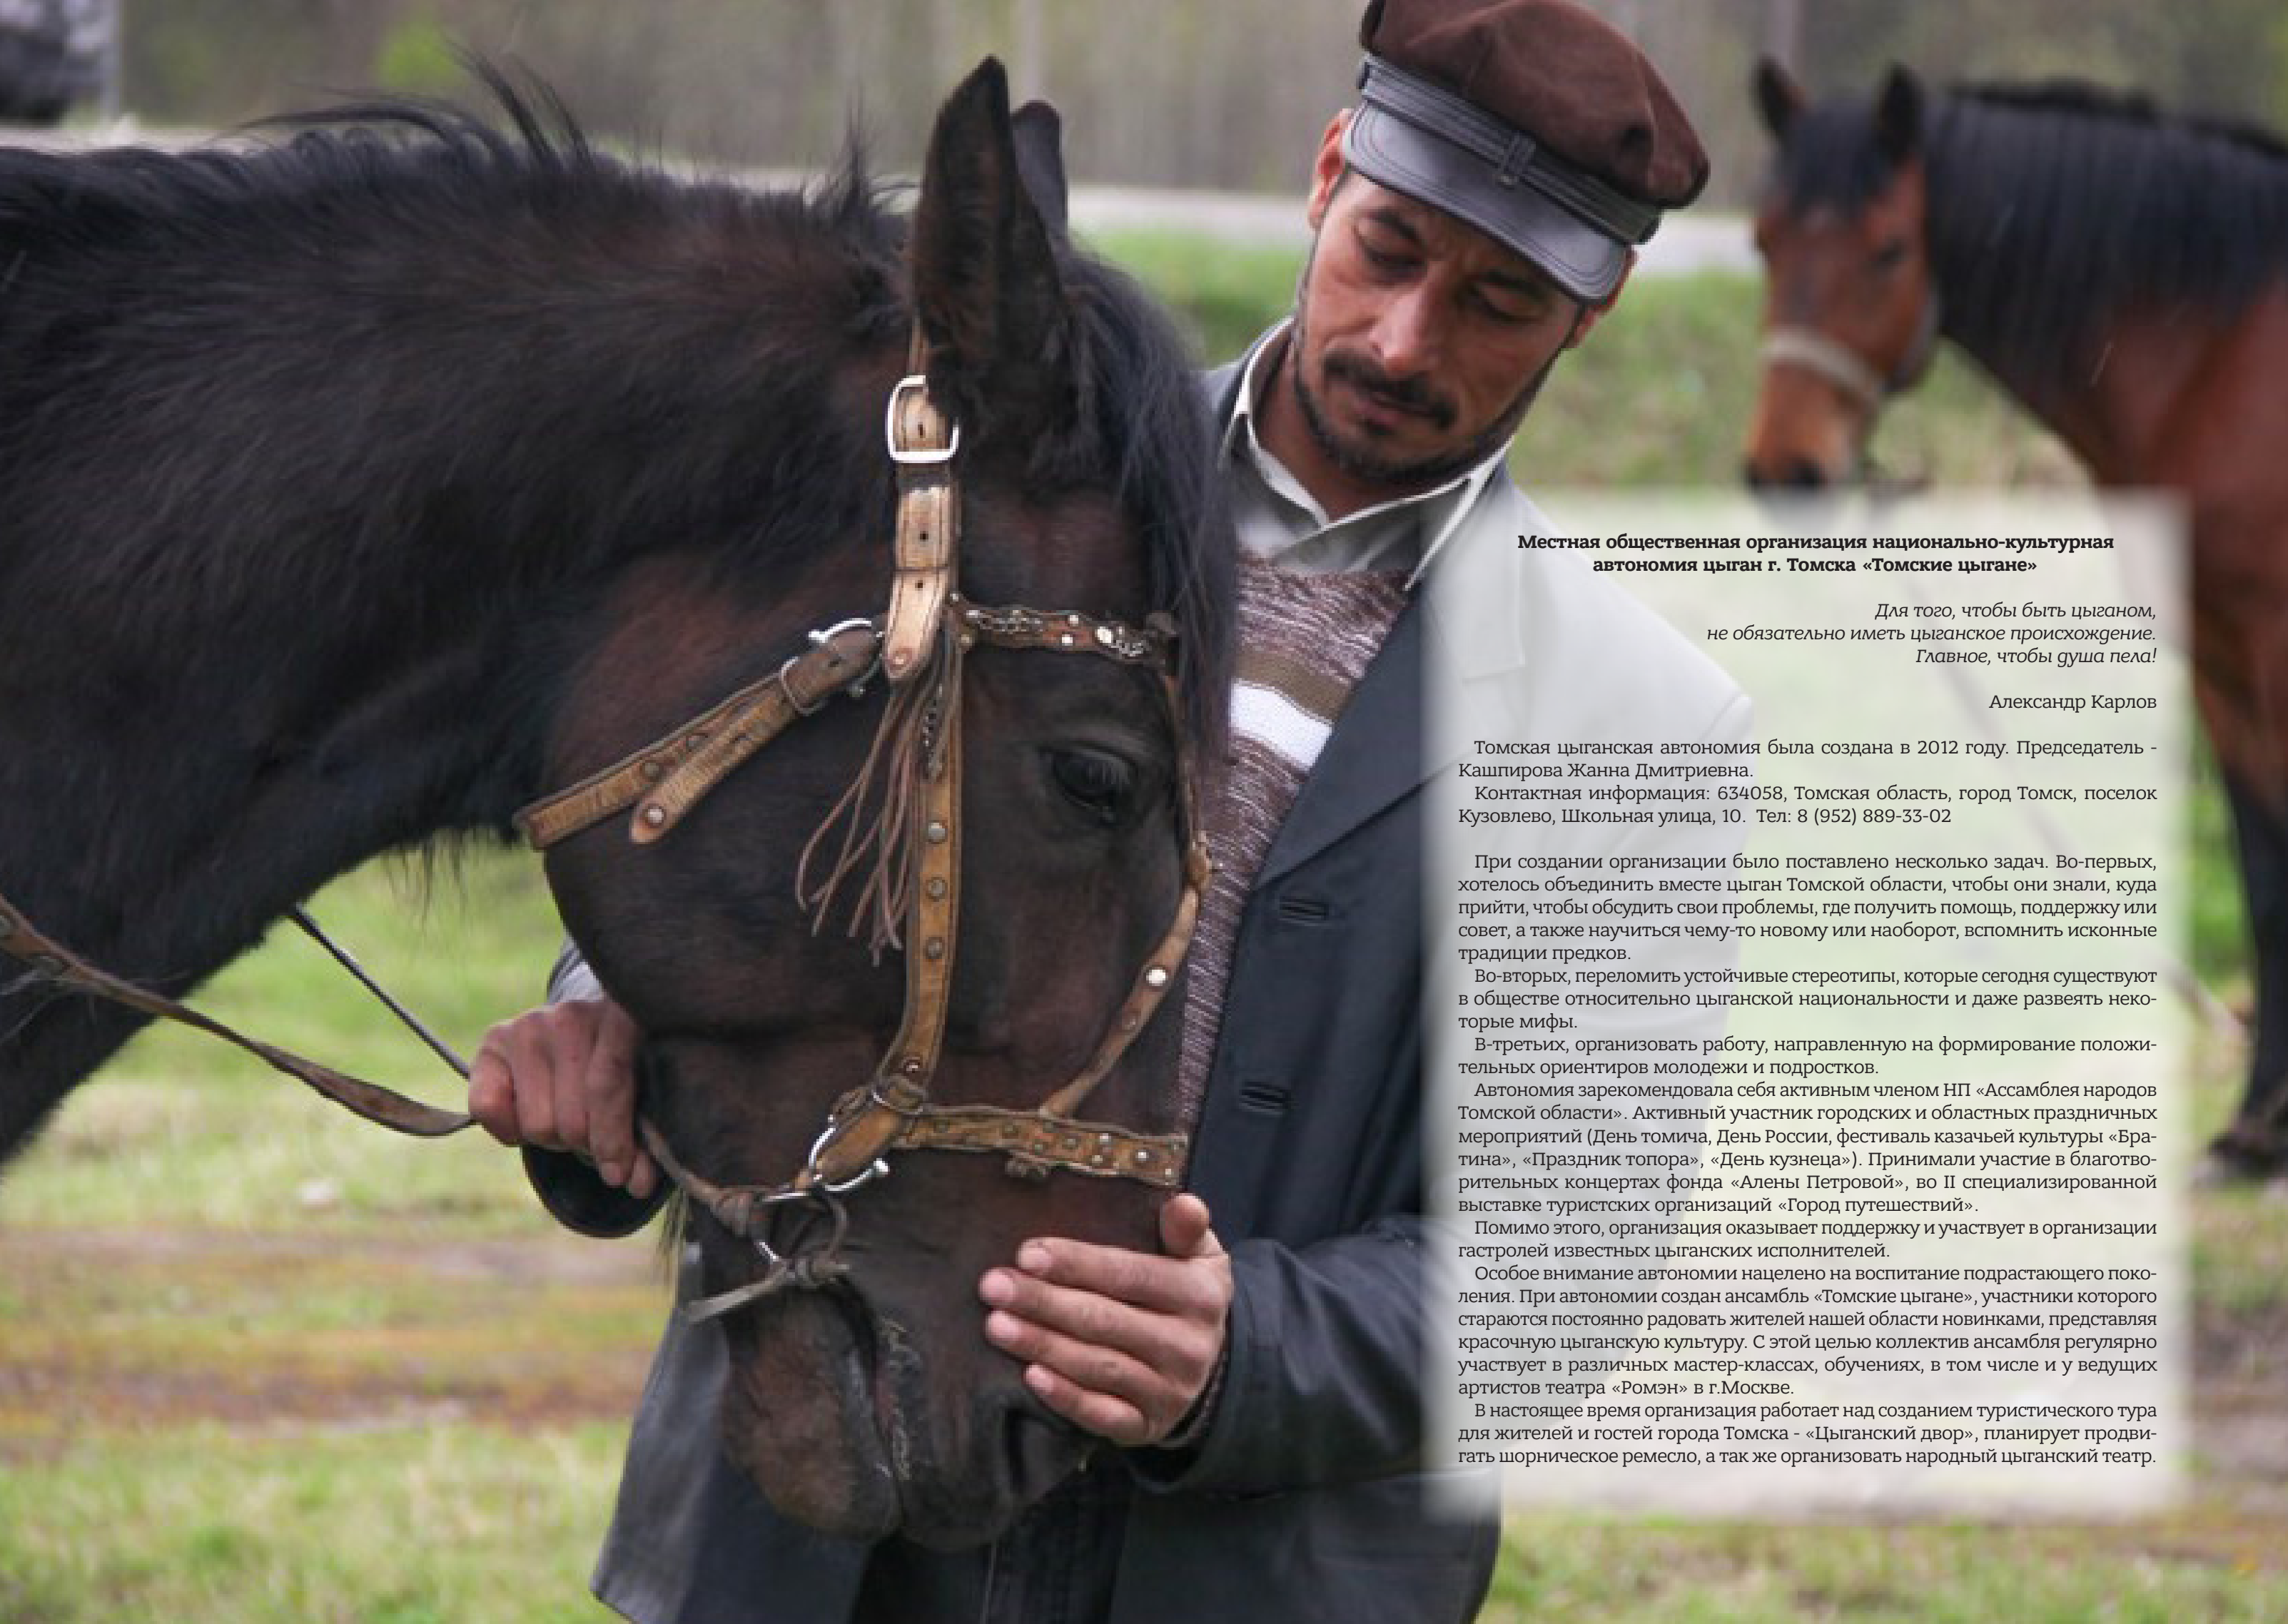 Местная общественная организация национально-культурная
автономия цыган г. Томска «Томские цыгане»
Для того, чтобы быть цыганом,
не обязательно иметь цыганское происхождение.
Главное, чтобы душа пела!
Александр Карлов
Томская цыганская автономия была создана в 2012 году. Председатель -
Кашпирова Жанна Дмитриевна.
Контактная информация: 634058, Томская область, город Томск, поселок
Кузовлево, Школьная улица, 10. Тел: 8 (952) 889-33-02
При создании организации было поставлено несколько задач. Во-первых,
хотелось объединить вместе цыган Томской области, чтобы они знали, куда
прийти, чтобы обсудить свои проблемы, где получить помощь, поддержку или
совет, а также научиться чему-то новому или наоборот, вспомнить исконные
традиции предков.
Во-вторых, переломить устойчивые стереотипы, которые сегодня существуют
в обществе относительно цыганской национальности и даже развеять неко-
торые мифы.
В-третьих, организовать работу, направленную на формирование положи-
тельных ориентиров молодежи и подростков.
Автономия зарекомендовала себя активным членом НП «Ассамблея народов
Томской области». Активный участник городских и областных праздничных
мероприятий (День томича, День России, фестиваль казачьей культуры «Бра-
тина», «Праздник топора», «День кузнеца»). Принимали участие в благотво-
рительных концертах фонда «Алены Петровой», во II специализированной
выставке туристских организаций «Город путешествий».
Помимо этого, организация оказывает поддержку и участвует в организации
гастролей известных цыганских исполнителей.
Особое внимание автономии нацелено на воспитание подрастающего поко-
ления. При автономии создан ансамбль «Томские цыгане», участники которого
стараются постоянно радовать жителей нашей области новинками, представляя
красочную цыганскую культуру. С этой целью коллектив ансамбля регулярно
участвует в различных мастер-классах, обучениях, в том числе и у ведущих
артистов театра «Ромэн» в г.Москве.
В настоящее время организация работает над созданием туристического тура
для жителей и гостей города Томска - «Цыганский двор», планирует продви-
гать шорническое ремесло, а так же организовать народный цыганский театр.